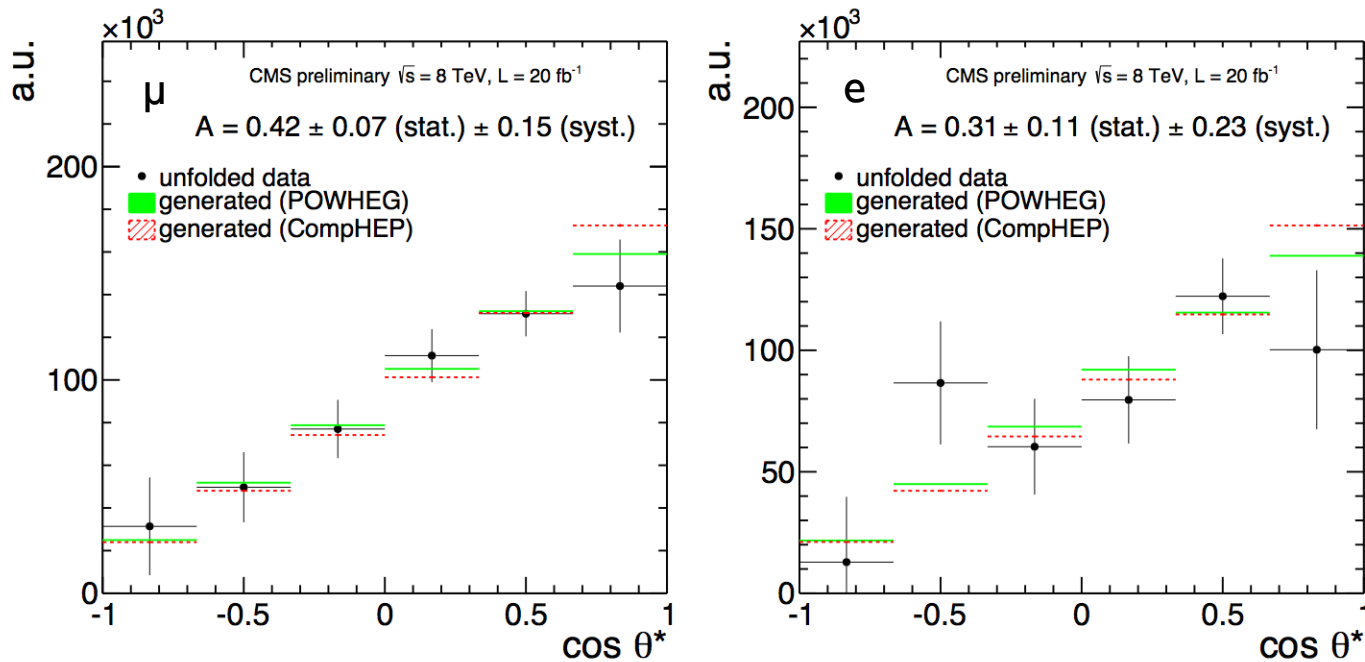 ×10³
a.u.
μ
CMS preliminary √s = 8 TeV, L = 20 fb⁻¹
A = 0.42 ± 0.07 (stat.) ± 0.15 (syst.)
unfolded data
generated (POWHEG)
generated (CompHEP)
200
100
0
-1 -0.5 0 0.5 1
cos θ*
×10³
a.u.
e
CMS preliminary √s = 8 TeV, L = 20 fb⁻¹
A = 0.31 ± 0.11 (stat.) ± 0.23 (syst.)
unfolded data
generated (POWHEG)
generated (CompHEP)
200
150
100
50
0
-1 -0.5 0 0.5 1
cos θ*